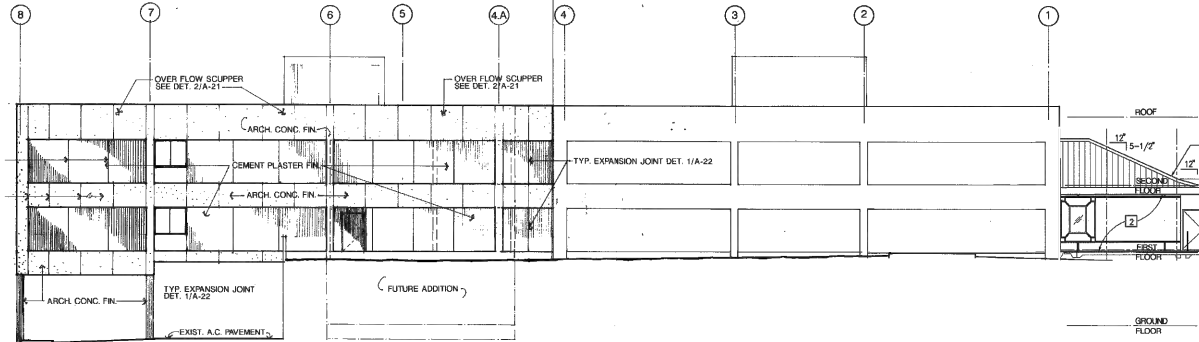 8
7
6
5
4.A
4
3
2
1
OVER FLOW SCUPPER
SEE DET. 2/A-21
OVER FLOW SCUPPER
SEE DET. 2/A-21
ROOF
ARCH. CONC. FIN.
12"
5-1/2"
12"
CEMENT PLASTER FIN.
TYP. EXPANSION JOINT DET. 1/A-22
SECOND
FLOOR
ARCH. CONC. FIN.
2
FIRST
FLOOR
TYP. EXPANSION JOINT
DET. 1/A-22
FUTURE ADDITION
ARCH. CONC. FIN.
EXIST. A.C. PAVEMENT
GROUND
FLOOR